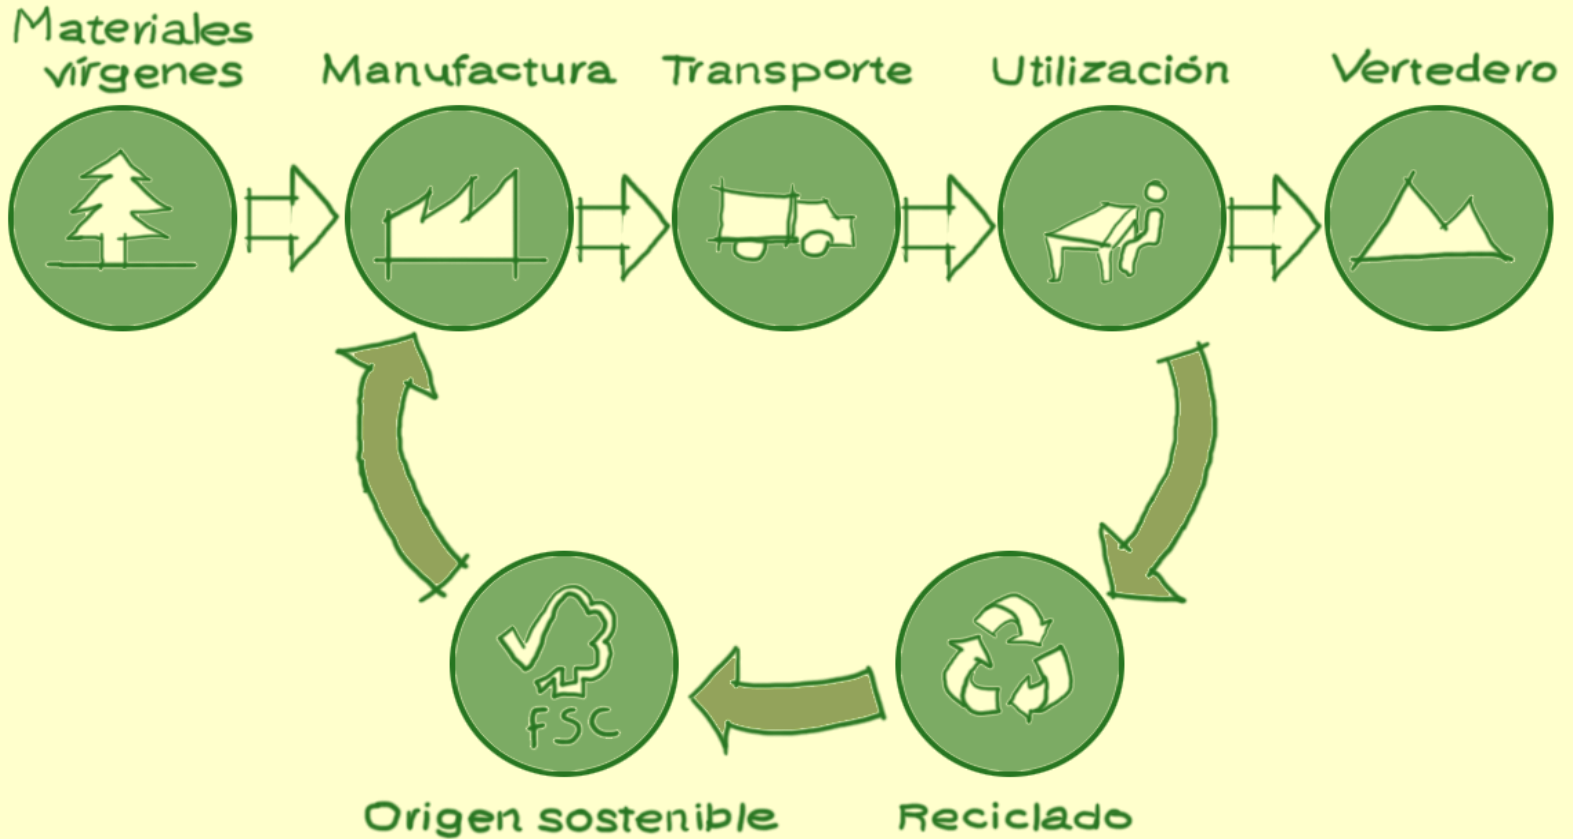 Materiales
vírgenes
Manufactura
Transporte
Utilización
Vertedero
FSC
Origen sostenible
Reciclado